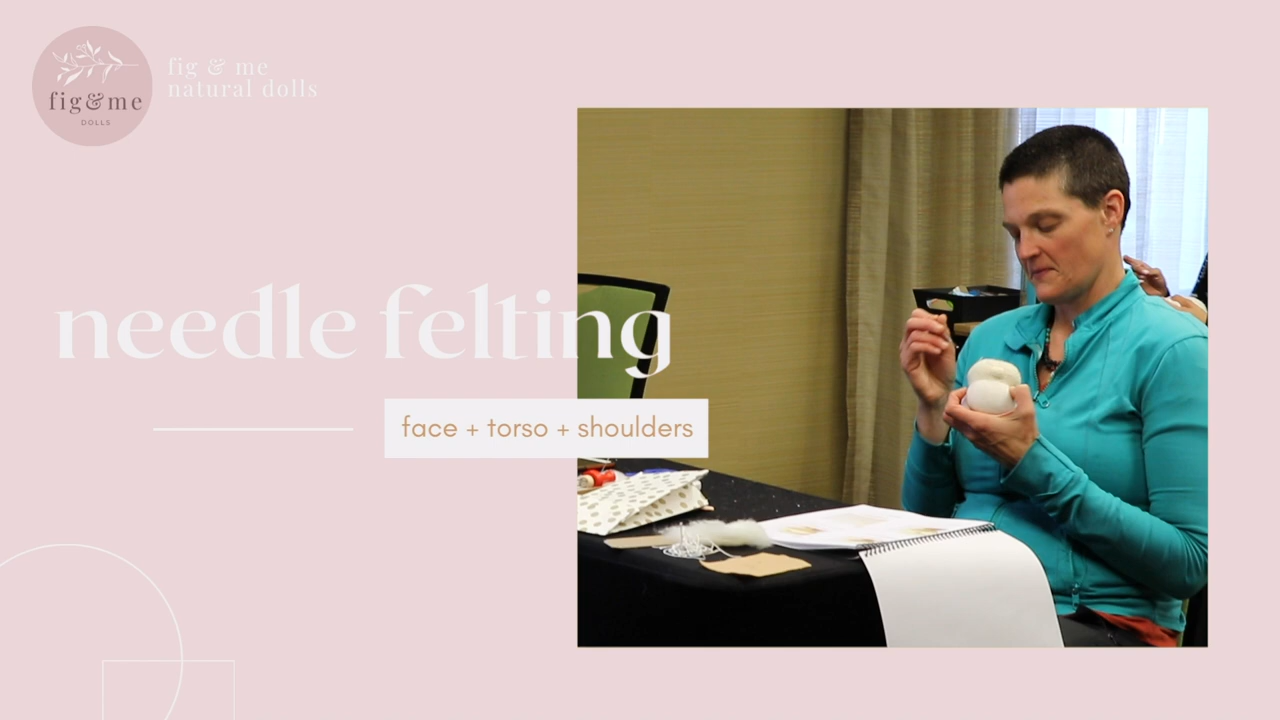 fig&me
DOLLS
fig & me
natural dolls
needle felting
face + torso + shoulders